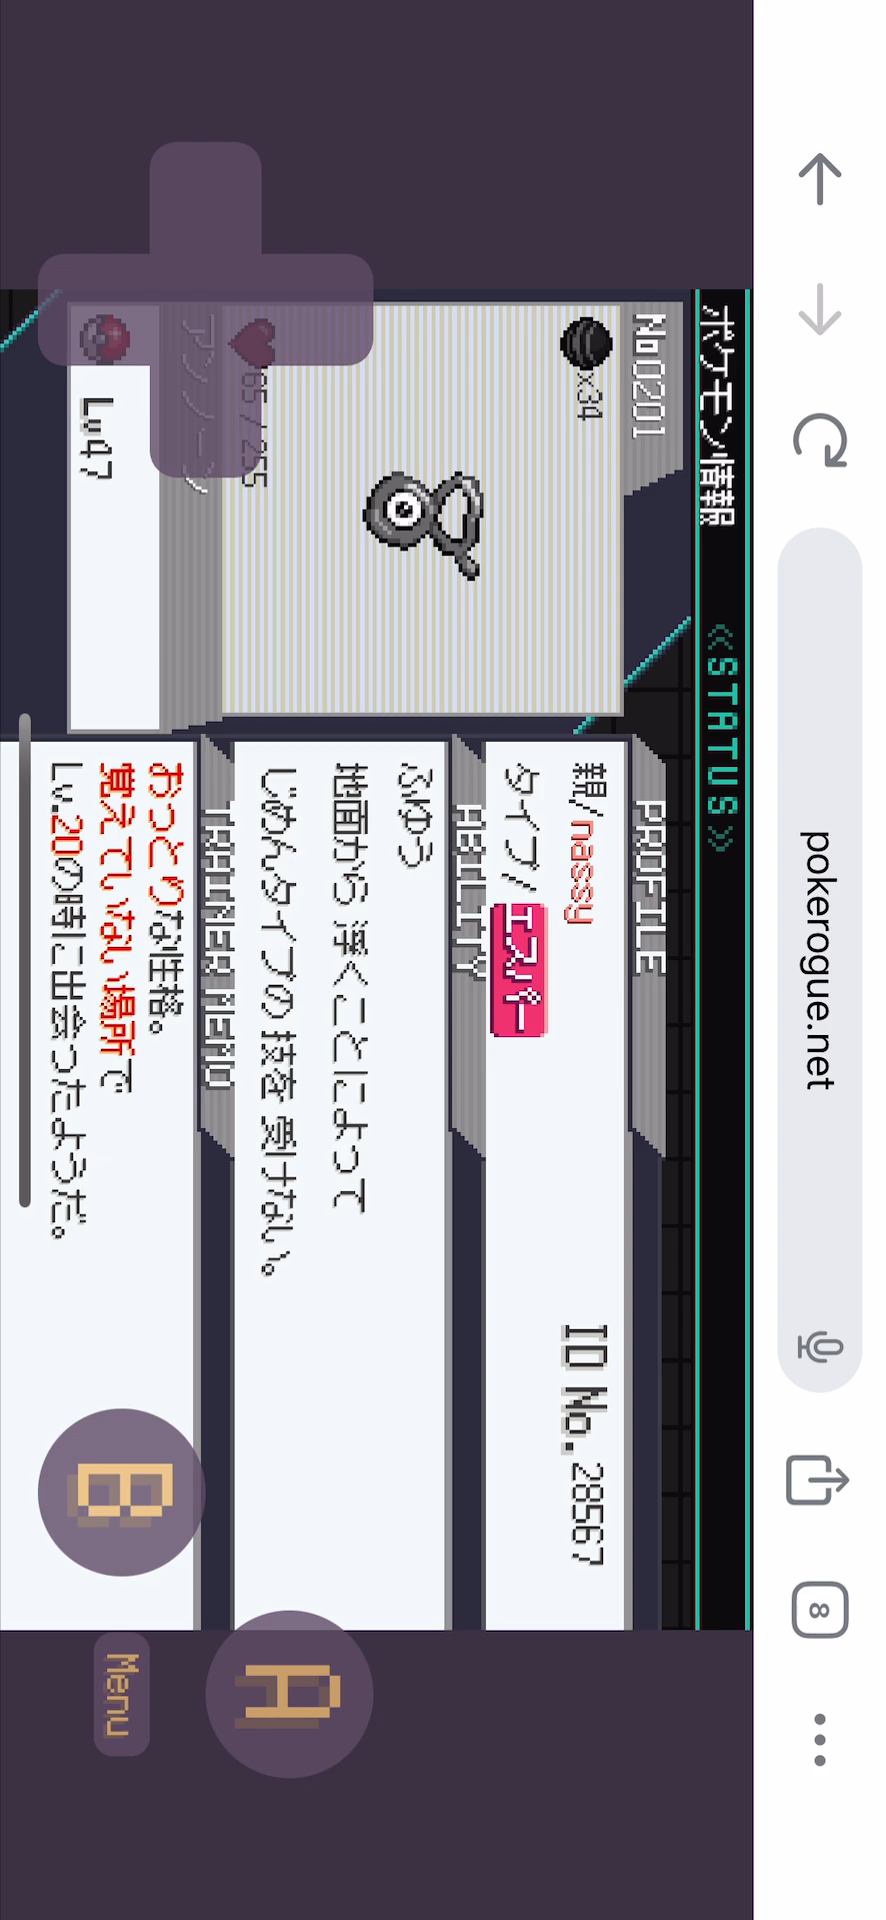 pokerogue.net
8
ポケモン情報
<<STATUS>>
No0201
x34
/255
アンノーン
Lv47
PROFILE
親/nassy
ID No. 28567
タイプ/エスパー
ABILITY
ふゆう
地面から 浮くことによって
じめんタイプの 技を 受けない。
TRAINER MEMO
おっとりな性格。
覚えていない場所で
Lv.20の時に出会ったようだ。
B
A
Menu